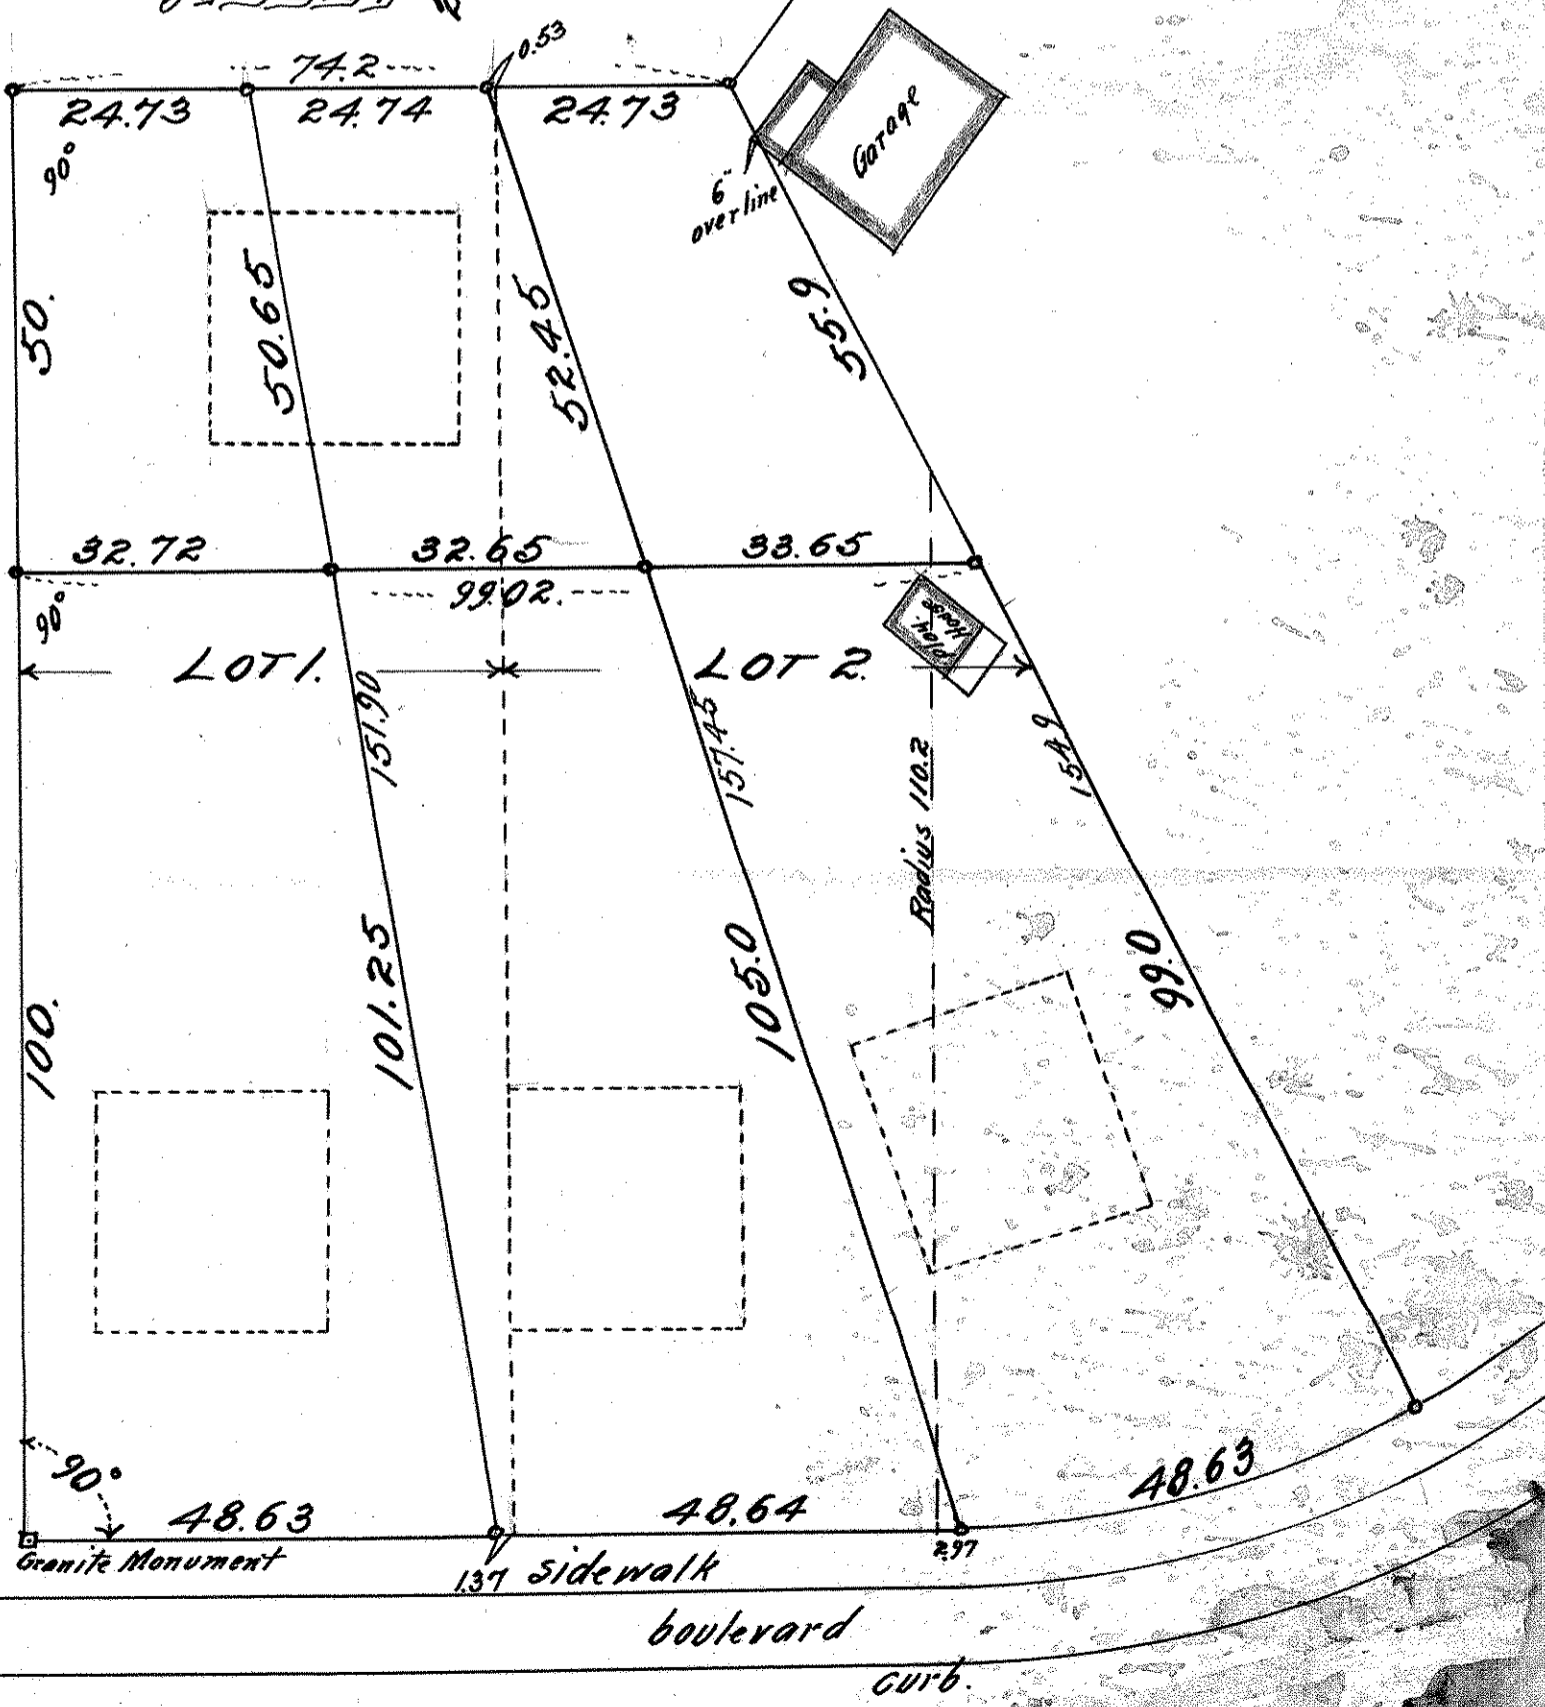 0.53
74.2
24.73 24.74 24.73
90°
Garage
6"
over line
50.
50.65
52.45
55.9
32.72 32.65 33.65
99.02.
90°
Play.
House
LOT 1. LOT 2.
151.90
157.45
154.9
Radius 110.2
100.
101.25
105.0
99.0
90°
48.63 48.64 48.63
Granite Monument
1.37 sidewalk
2.97
boulevard
curb.